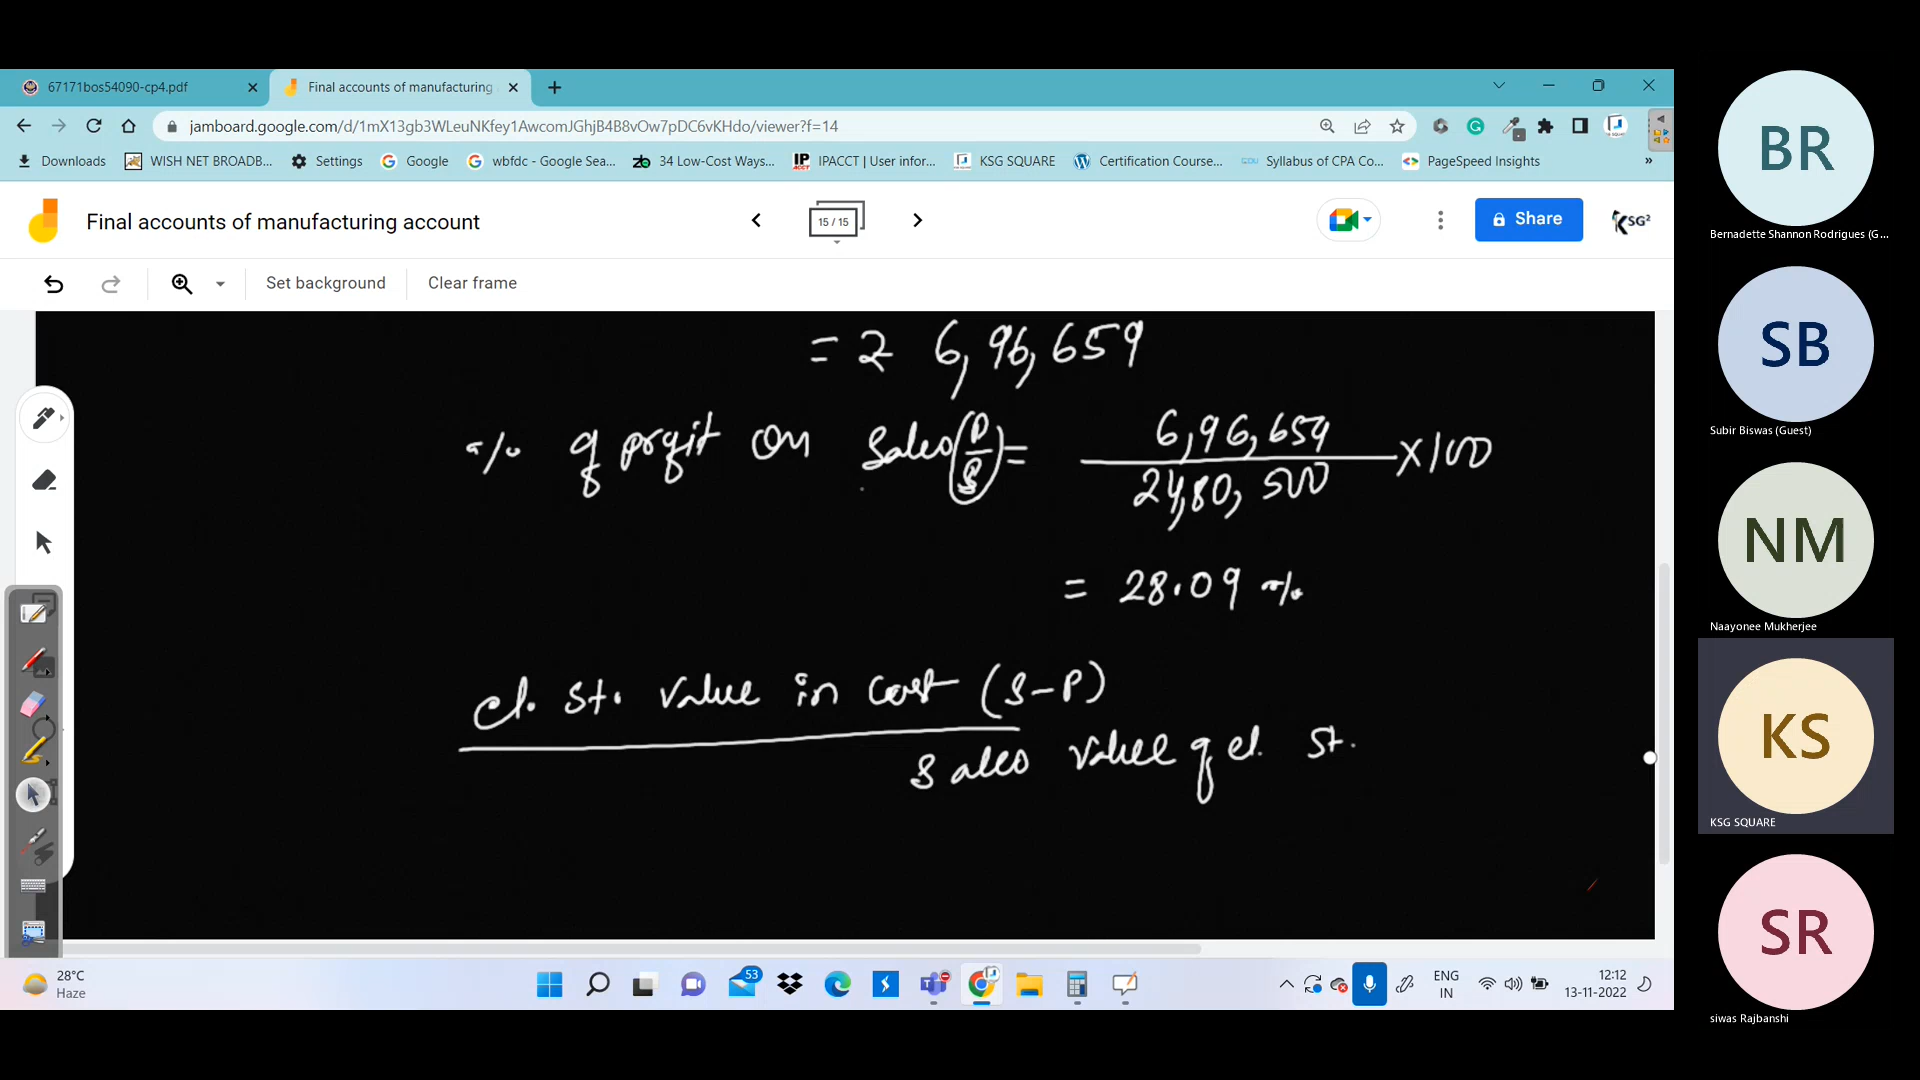 67171bos54090-cp4.pdf
Final accounts of manufacturing
jamboard.google.com/d/1mX13gb3WLeuNKfey1AwcomJGhjB4B8vOw7pDC6vKHdo/viewer?f=14
Downloads WISH NET BROADB... Settings Google wbfdc - Google Sea... 34 Low-Cost Ways... IPACCT | User infor... KSG SQUARE Certification Course... Syllabus of CPA Co... PageSpeed Insights »
Final accounts of manufacturing account
15 / 15
Share
KSG²
Set background Clear frame
= 2 6,96,659
% of profit on Sales (P/S) = 6,96,659 / 24,80,500 × 100
= 28.09 %
cl. St. value in cost (S-P)
Sales value of cl. St.
BR
Bernadette Shannon Rodrigues (G...
SB
Subir Biswas (Guest)
NM
Naayonee Mukherjee
KS
KSG SQUARE
SR
siwas Rajbanshi
28°C
Haze
53
ENG
IN
12:12
13-11-2022